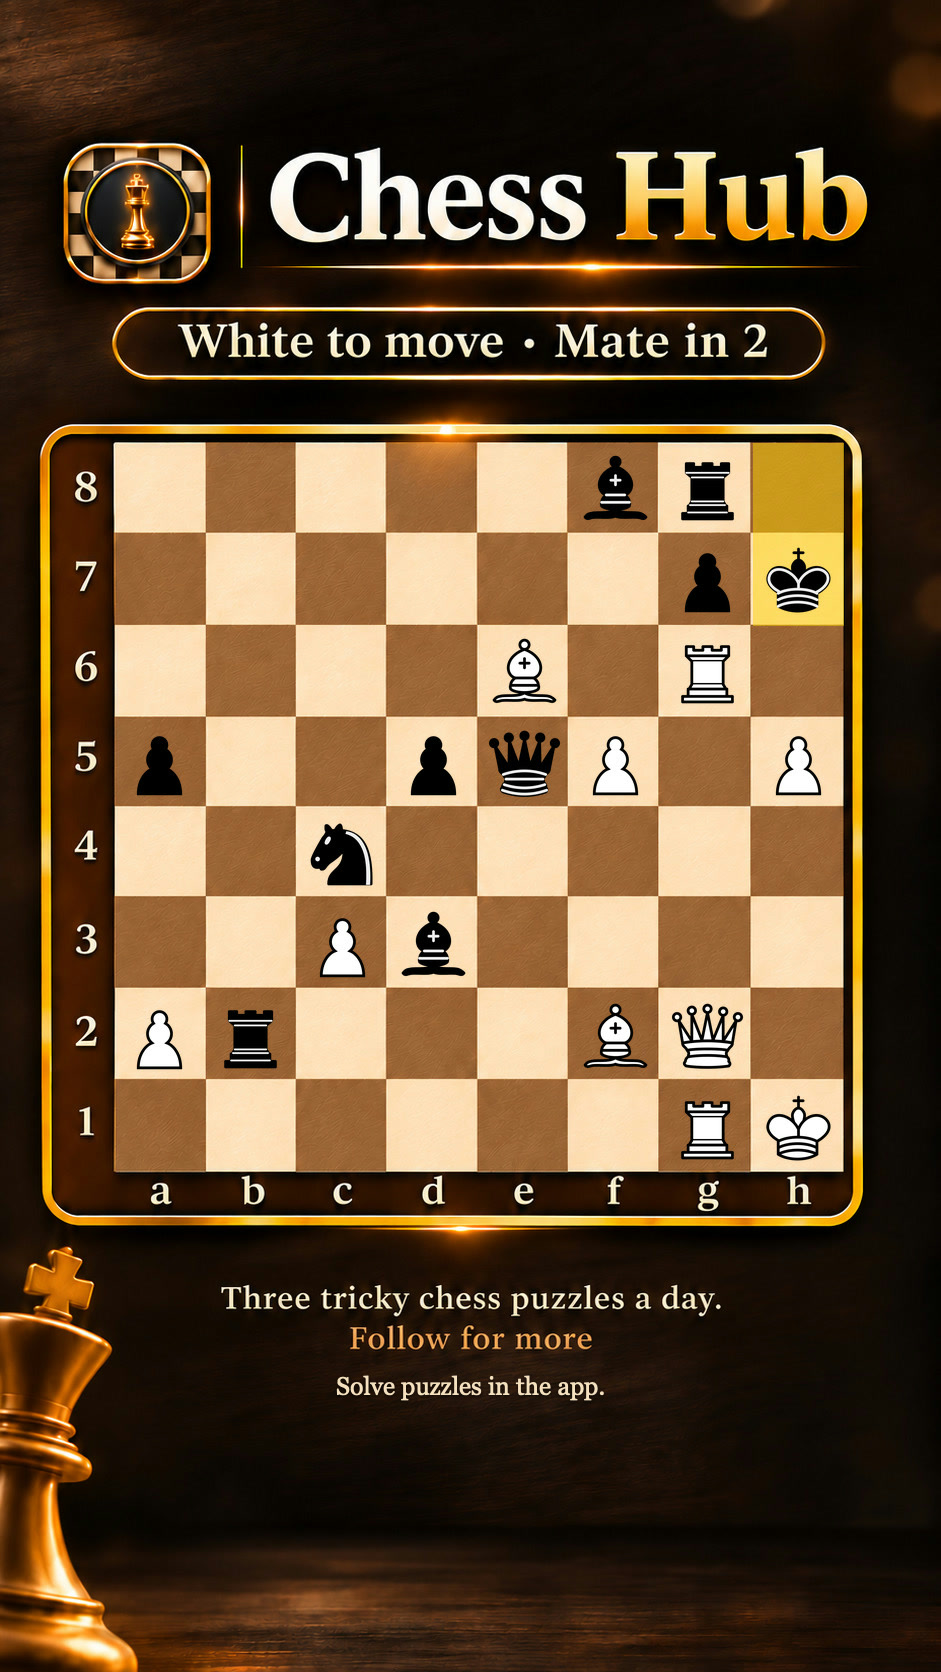 Chess Hub
White to move • Mate in 2
8
7
6
5
4
3
2
1
a b c d e f g h
Three tricky chess puzzles a day.
Follow for more
Solve puzzles in the app.